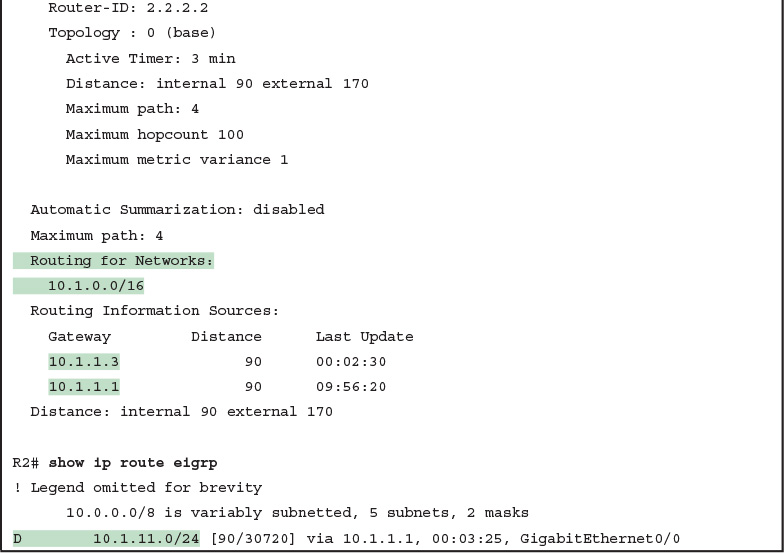 Router-ID: 2.2.2.2
Topology : 0 (base)
Active Timer: 3 min
Distance: internal 90 external 170
Maximum path: 4
Maximum hopcount 100
Maximum metric variance 1
Automatic Summarization: disabled
Maximum path: 4
Routing for Networks:
10.1.0.0/16
Routing Information Sources:
Gateway Distance Last Update
10.1.1.3 90 00:02:30
10.1.1.1 90 09:56:20
Distance: internal 90 external 170
R2# show ip route eigrp
! Legend omitted for brevity
10.0.0.0/8 is variably subnetted, 5 subnets, 2 masks
D 10.1.11.0/24 [90/30720] via 10.1.1.1, 00:03:25, GigabitEthernet0/0